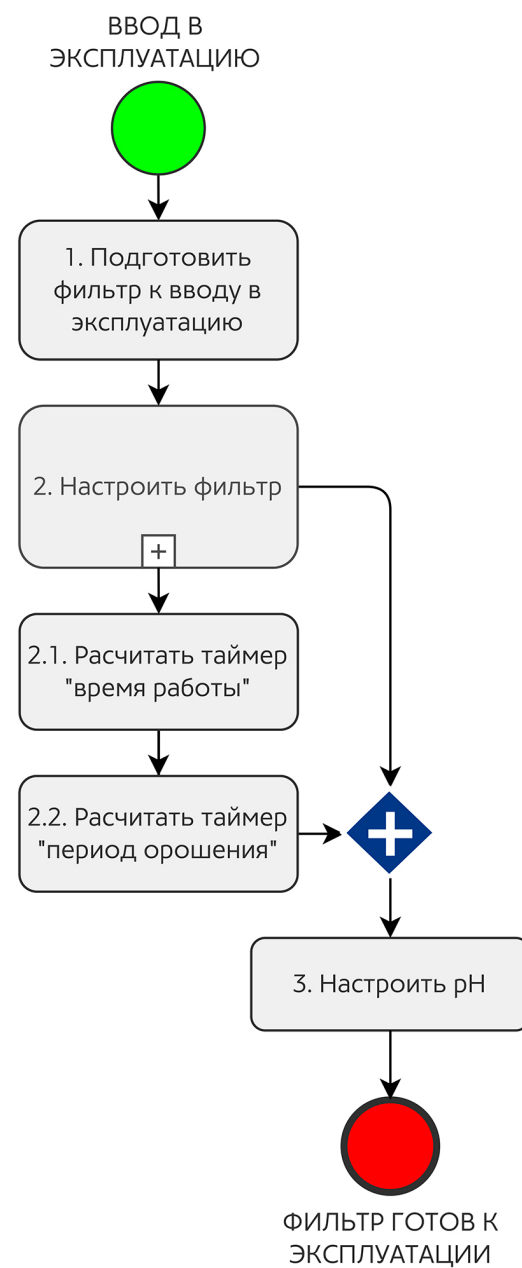 ВВОД В
ЭКСПЛУАТАЦИЮ
1. Подготовить
фильтр к вводу в
эксплуатацию
2. Настроить фильтр
2.1. Расчитать таймер
"время работы"
2.2. Расчитать таймер
"период орошения"
3. Настроить pH
ФИЛЬТР ГОТОВ К
ЭКСПЛУАТАЦИИ